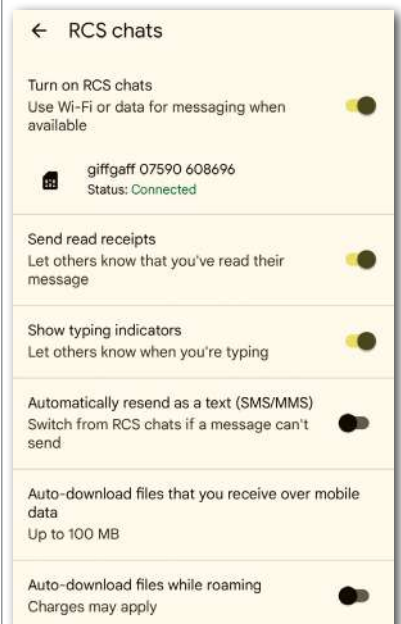 RCS chats
Turn on RCS chats
Use Wi-Fi or data for messaging when
available
giffgaff 07590 608696
Status: Connected
Send read receipts
Let others know that you've read their
message
Show typing indicators
Let others know when you're typing
Automatically resend as a text (SMS/MMS)
Switch from RCS chats if a message can't
send
Auto-download files that you receive over mobile
data
Up to 100 MB
Auto-download files while roaming
Charges may apply